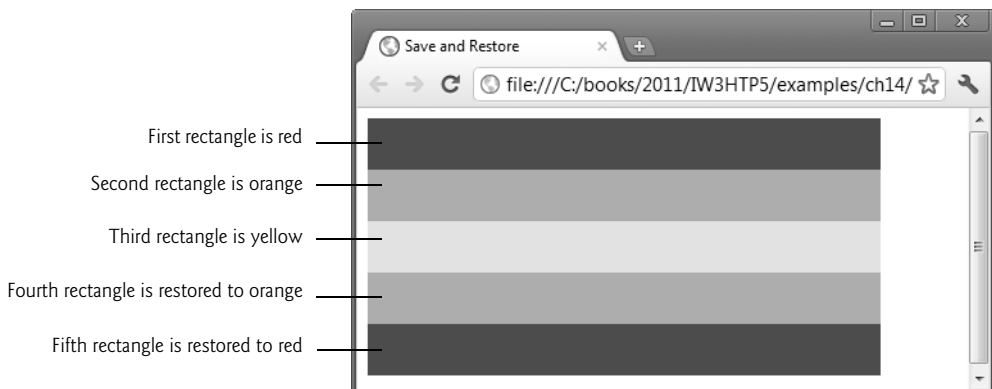 Save and Restore
file:///C:/books/2011/IW3HTP5/examples/ch14/
First rectangle is red
Second rectangle is orange
Third rectangle is yellow
Fourth rectangle is restored to orange
Fifth rectangle is restored to red